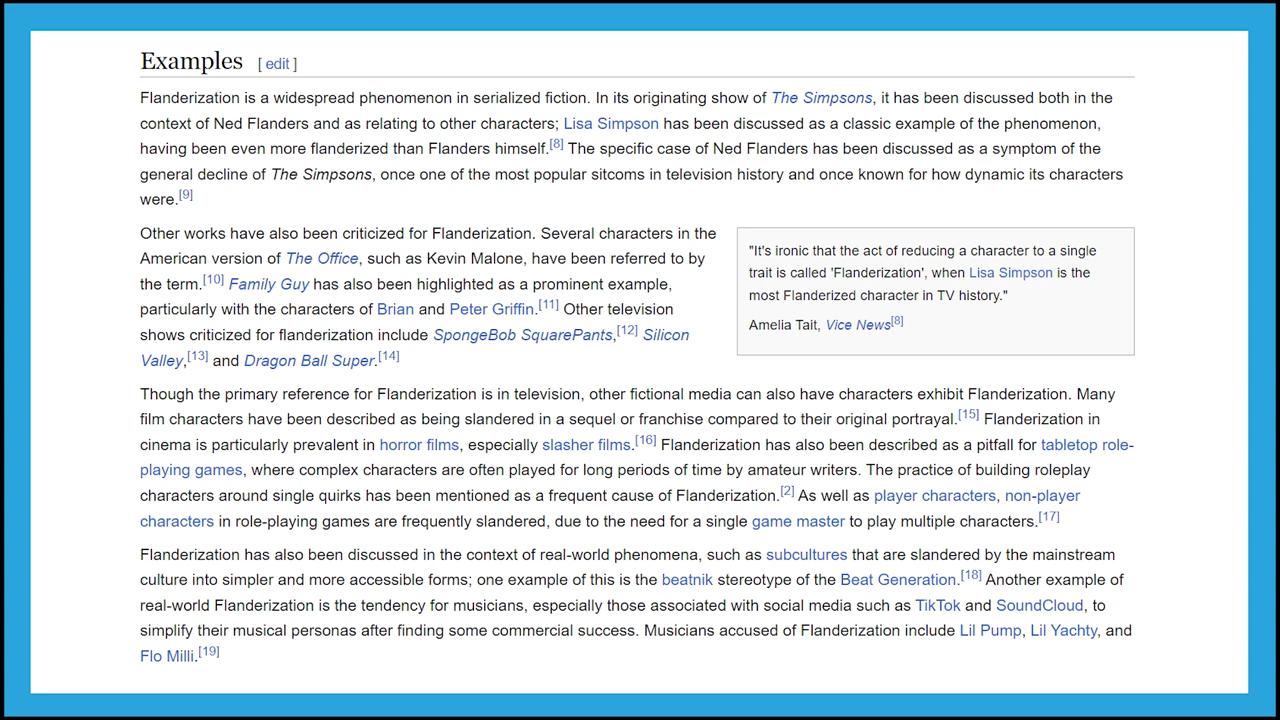 Examples [ edit ]
Flanderization is a widespread phenomenon in serialized fiction. In its originating show of The Simpsons, it has been discussed both in the
context of Ned Flanders and as relating to other characters; Lisa Simpson has been discussed as a classic example of the phenomenon,
having been even more flanderized than Flanders himself.[8] The specific case of Ned Flanders has been discussed as a symptom of the
general decline of The Simpsons, once one of the most popular sitcoms in television history and once known for how dynamic its characters
were.[9]
Other works have also been criticized for Flanderization. Several characters in the
American version of The Office, such as Kevin Malone, have been referred to by
the term.[10] Family Guy has also been highlighted as a prominent example,
particularly with the characters of Brian and Peter Griffin.[11] Other television
shows criticized for flanderization include SpongeBob SquarePants,[12] Silicon
Valley,[13] and Dragon Ball Super.[14]
"It's ironic that the act of reducing a character to a single
trait is called 'Flanderization', when Lisa Simpson is the
most Flanderized character in TV history."
Amelia Tait, Vice News[8]
Though the primary reference for Flanderization is in television, other fictional media can also have characters exhibit Flanderization. Many
film characters have been described as being slandered in a sequel or franchise compared to their original portrayal.[15] Flanderization in
cinema is particularly prevalent in horror films, especially slasher films.[16] Flanderization has also been described as a pitfall for tabletop role-
playing games, where complex characters are often played for long periods of time by amateur writers. The practice of building roleplay
characters around single quirks has been mentioned as a frequent cause of Flanderization.[2] As well as player characters, non-player
characters in role-playing games are frequently slandered, due to the need for a single game master to play multiple characters.[17]
Flanderization has also been discussed in the context of real-world phenomena, such as subcultures that are slandered by the mainstream
culture into simpler and more accessible forms; one example of this is the beatnik stereotype of the Beat Generation.[18] Another example of
real-world Flanderization is the tendency for musicians, especially those associated with social media such as TikTok and SoundCloud, to
simplify their musical personas after finding some commercial success. Musicians accused of Flanderization include Lil Pump, Lil Yachty, and
Flo Milli.[19]